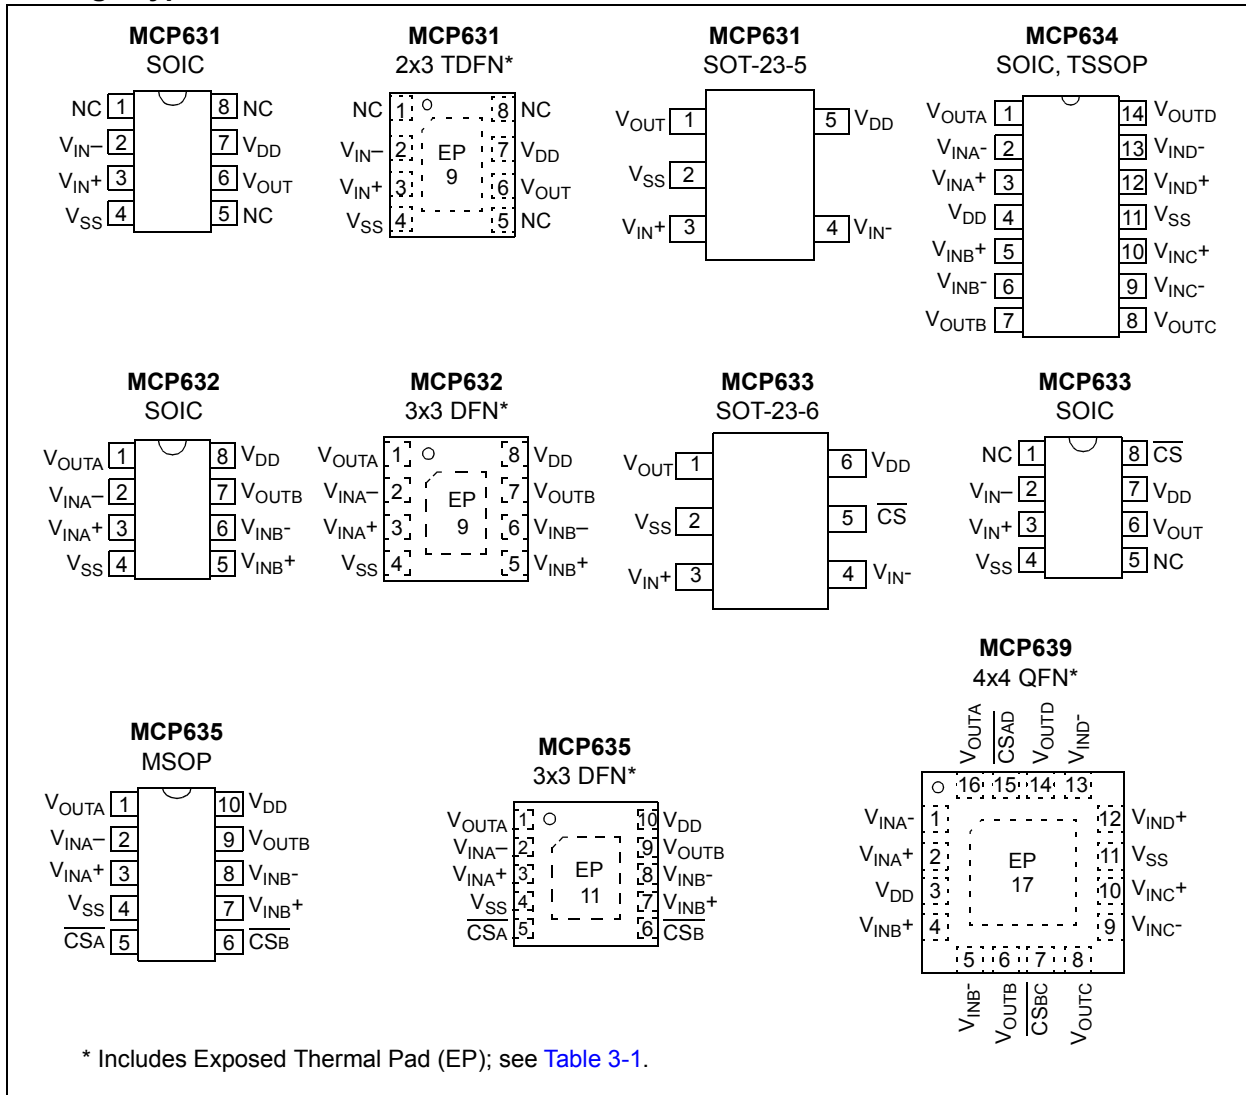 MCP631
SOIC
NC 1
8 NC
VIN– 2
7 VDD
VIN+ 3
6 VOUT
VSS 4
5 NC
MCP631
2x3 TDFN*
NC 1
8 NC
VIN– 2
7 VDD
VIN+ 3
6 VOUT
VSS 4
5 NC
EP
9
MCP631
SOT-23-5
VOUT 1
5 VDD
VSS 2
VIN+ 3
4 VIN-
MCP634
SOIC, TSSOP
VOUTA 1
14 VOUTD
VINA- 2
13 VIND-
VINA+ 3
12 VIND+
VDD 4
11 VSS
VINB+ 5
10 VINC+
VINB- 6
9 VINC-
VOUTB 7
8 VOUTC
MCP632
SOIC
VOUTA 1
8 VDD
VINA– 2
7 VOUTB
VINA+ 3
6 VINB-
VSS 4
5 VINB+
MCP632
3x3 DFN*
VOUTA 1
8 VDD
VINA– 2
7 VOUTB
VINA+ 3
6 VINB–
VSS 4
5 VINB+
EP
9
MCP633
SOT-23-6
VOUT 1
6 VDD
VSS 2
5 CS
VIN+ 3
4 VIN-
MCP633
SOIC
NC 1
8 CS
VIN– 2
7 VDD
VIN+ 3
6 VOUT
VSS 4
5 NC
MCP635
MSOP
VOUTA 1
10 VDD
VINA– 2
9 VOUTB
VINA+ 3
8 VINB-
VSS 4
7 VINB+
CSA 5
6 CSB
MCP635
3x3 DFN*
VOUTA 1
10 VDD
VINA– 2
9 VOUTB
VINA+ 3
8 VINB-
VSS 4
7 VINB+
CSA 5
6 CSB
EP
11
MCP639
4x4 QFN*
VOUTA
CSAD
VOUTD
VIND-
16 15 14 13
VINA- 1
12 VIND+
VINA+ 2
11 VSS
VDD 3
10 VINC+
VINB+ 4
9 VINC-
EP
17
5 6 7 8
VINB-
VOUTB
CSBC
VOUTC
* Includes Exposed Thermal Pad (EP); see Table 3-1.